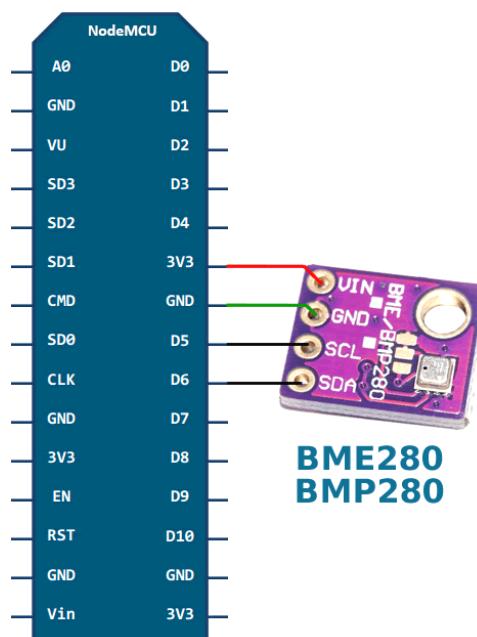 NodeMCU
A0 D0
GND D1
VU D2
SD3 D3
SD2 D4
SD1 3V3
CMD GND
SD0 D5
CLK D6
GND D7
3V3 D8
EN D9
RST D10
GND GND
Vin 3V3
VIN
GND
SCL
SDA
BME/BMP280
BME280
BMP280